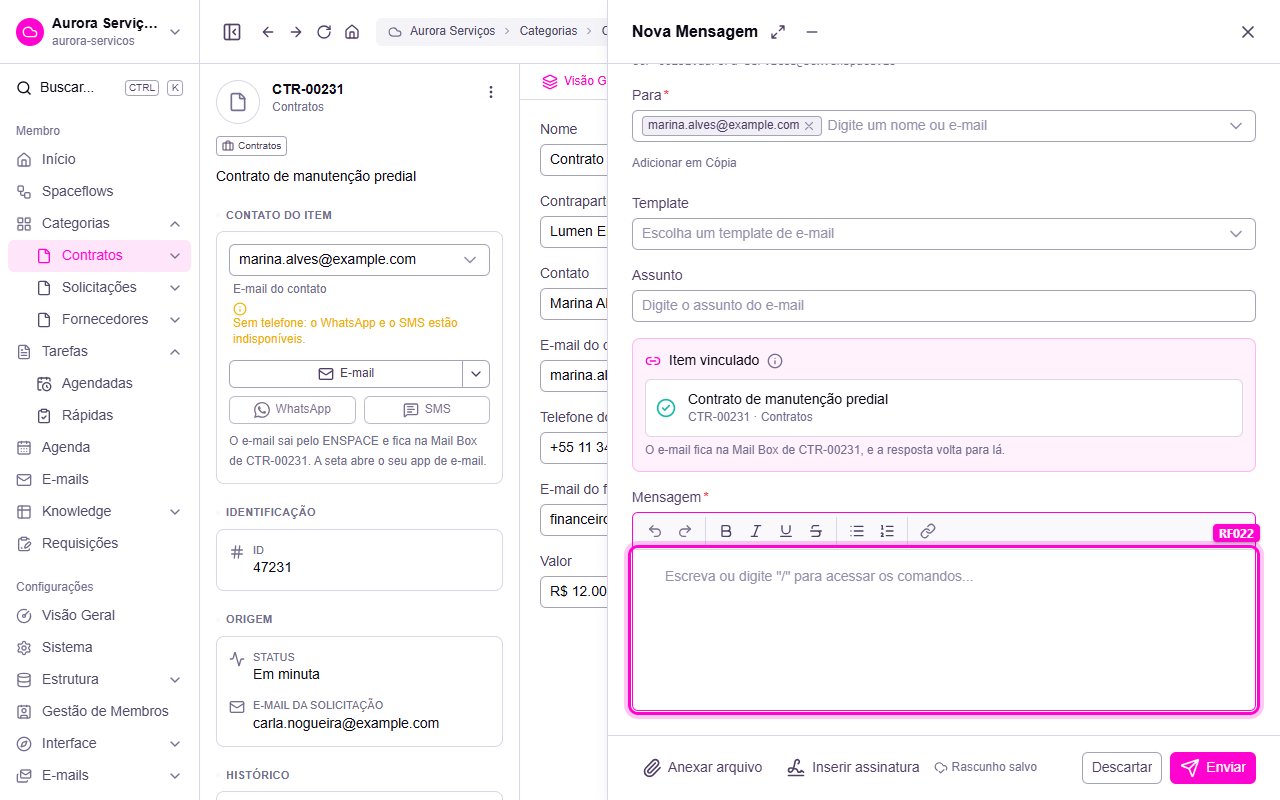 Aurora Serviç...
aurora-servicos
Buscar...
CTRL
K
Membro
Início
Spaceflows
Categorias
Contratos
Solicitações
Fornecedores
Tarefas
Agendadas
Rápidas
Agenda
E-mails
Knowledge
Requisições
Configurações
Visão Geral
Sistema
Estrutura
Gestão de Membros
Interface
E-mails
Aurora Serviços
Categorias
CTR-00231
Contratos
Contratos
Contrato de manutenção predial
CONTATO DO ITEM
marina.alves@example.com
E-mail do contato
Sem telefone: o WhatsApp e o SMS estão
indisponíveis.
E-mail
WhatsApp
SMS
O e-mail sai pelo ENSPACE e fica na Mail Box
de CTR-00231. A seta abre o seu app de e-mail.
IDENTIFICAÇÃO
ID
47231
ORIGEM
STATUS
Em minuta
E-MAIL DA SOLICITAÇÃO
carla.nogueira@example.com
HISTÓRICO
Visão G
Nome
Contrato
Contrapart
Lumen E
Contato
Marina Al
E-mail do c
marina.al
Telefone do
+55 11 34
E-mail do f
financeiro
Valor
R$ 12.00
Nova Mensagem
Para*
marina.alves@example.com
Digite um nome ou e-mail
Adicionar em Cópia
Template
Escolha um template de e-mail
Assunto
Digite o assunto do e-mail
Item vinculado
Contrato de manutenção predial
CTR-00231 · Contratos
O e-mail fica na Mail Box de CTR-00231, e a resposta volta para lá.
Mensagem*
RF022
Escreva ou digite "/" para acessar os comandos...
Anexar arquivo
Inserir assinatura
Rascunho salvo
Descartar
Enviar